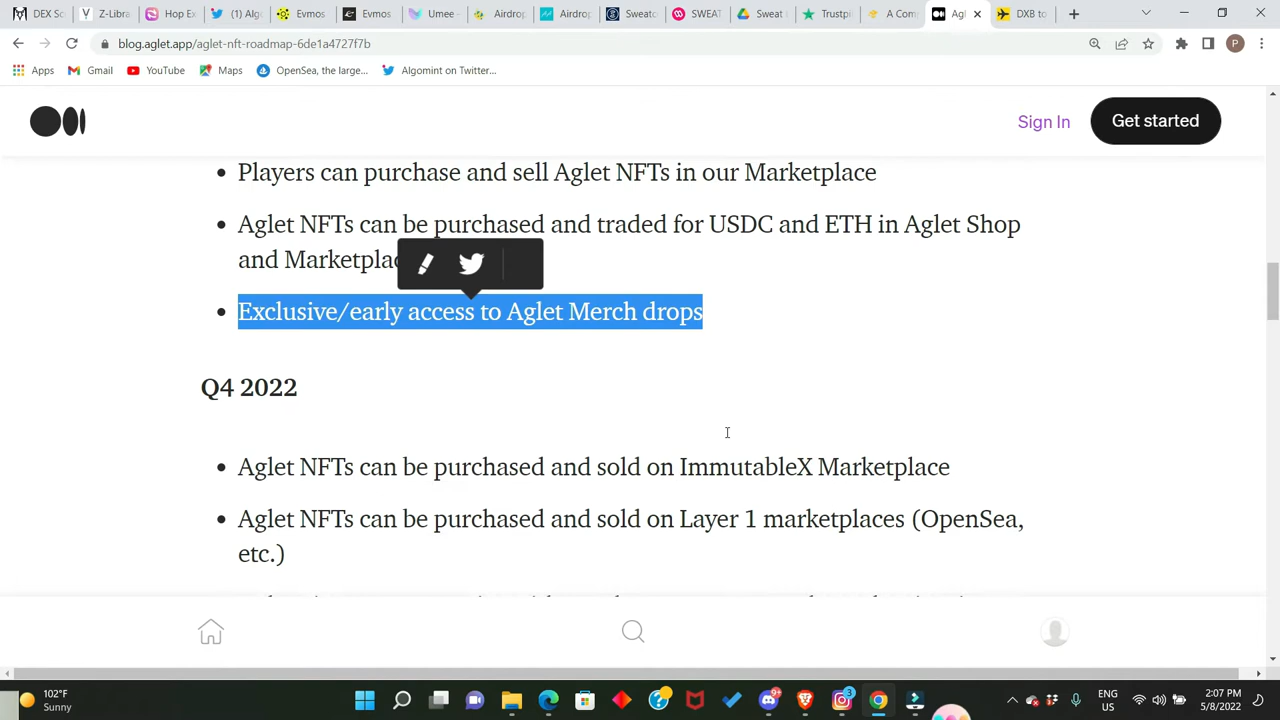 DEX Sc
Z-Libra
Hop Ex
(1) Algo
Evmos
Evmos
Umee -
Airdrop
Airdrop
Sweatc
SWEAT
Sweat
Trustpi
A Com
Agl
DXB to
blog.aglet.app/aglet-nft-roadmap-6de1a4727f7b
P
Apps
Gmail
YouTube
Maps
OpenSea, the large...
Algomint on Twitter...
Sign In
Get started
• Players can purchase and sell Aglet NFTs in our Marketplace
• Aglet NFTs can be purchased and traded for USDC and ETH in Aglet Shop
and Marketplac
• Exclusive/early access to Aglet Merch drops
Q4 2022
• Aglet NFTs can be purchased and sold on ImmutableX Marketplace
• Aglet NFTs can be purchased and sold on Layer 1 marketplaces (OpenSea,
etc.)
102°F
Sunny
9+
3
ENG
US
2:07 PM
5/8/2022